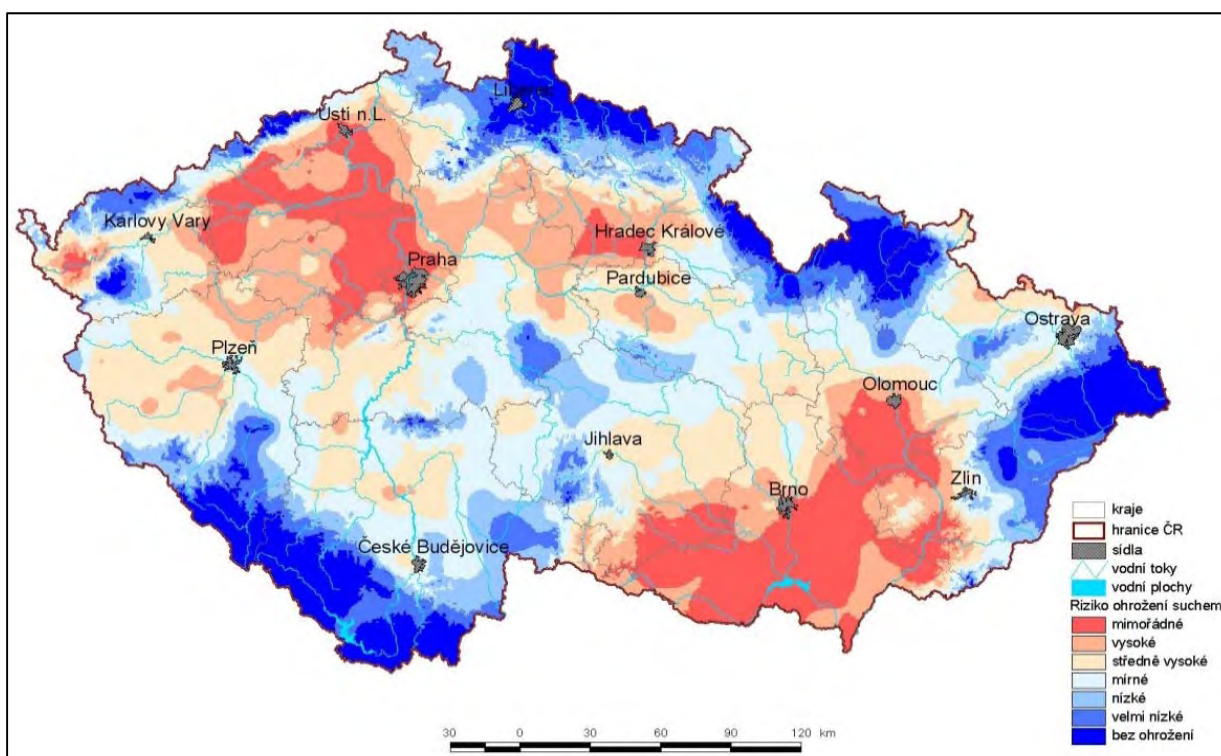 Liberec
Ústí n.L.
Karlovy Vary
Hradec Králové
Praha
Pardubice
Ostrava
Plzeň
Olomouc
Jihlava
Zlín
Brno
České Budějovice
kraje
hranice ČR
sídla
vodní toky
vodní plochy
Riziko ohrožení suchem
mimořádné
vysoké
středně vysoké
mírné
nízké
velmi nízké
bez ohrožení
30 0 30 60 90 120 km